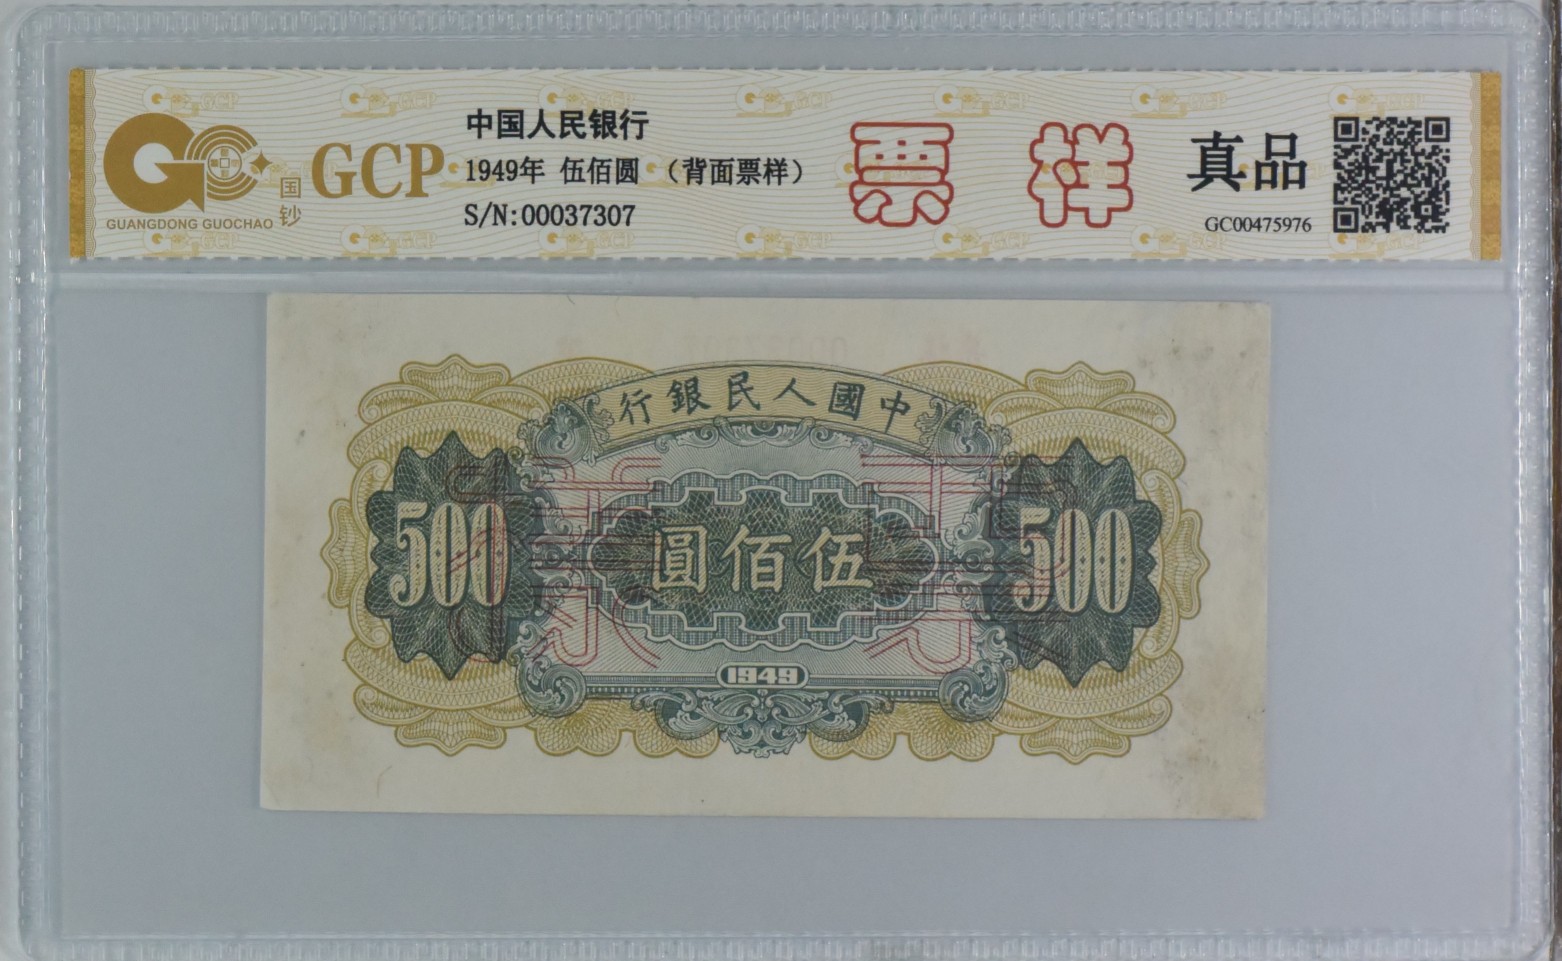 中国人民银行
1949年 伍佰圆 （背面票样）
S/N:00037307
GCP
国钞
GUANGDONG GUOCHAO
票 样
真品
GC00475976
行銀民人國中
500
圓佰伍
500
1949